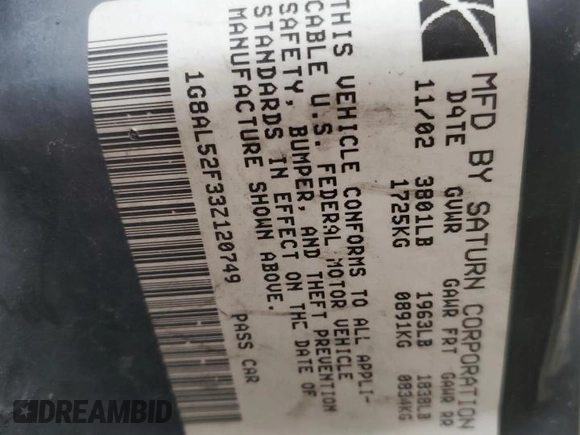 MFD BY SATURN CORPORATION
DATE GVWR GAWR FRT GAWR RR
11/02 3801LB 1963LB 1838LB
1725KG 0891KG 0834KG
THIS VEHICLE CONFORMS TO ALL APPLI-
CABLE U.S. FEDERAL MOTOR VEHICLE
SAFETY, BUMPER, AND THEFT PREVENTION
STANDARDS IN EFFECT ON THE DATE OF
MANUFACTURE SHOWN ABOVE.
1G8AL52F33Z120749 PASS CAR
DREAMBID